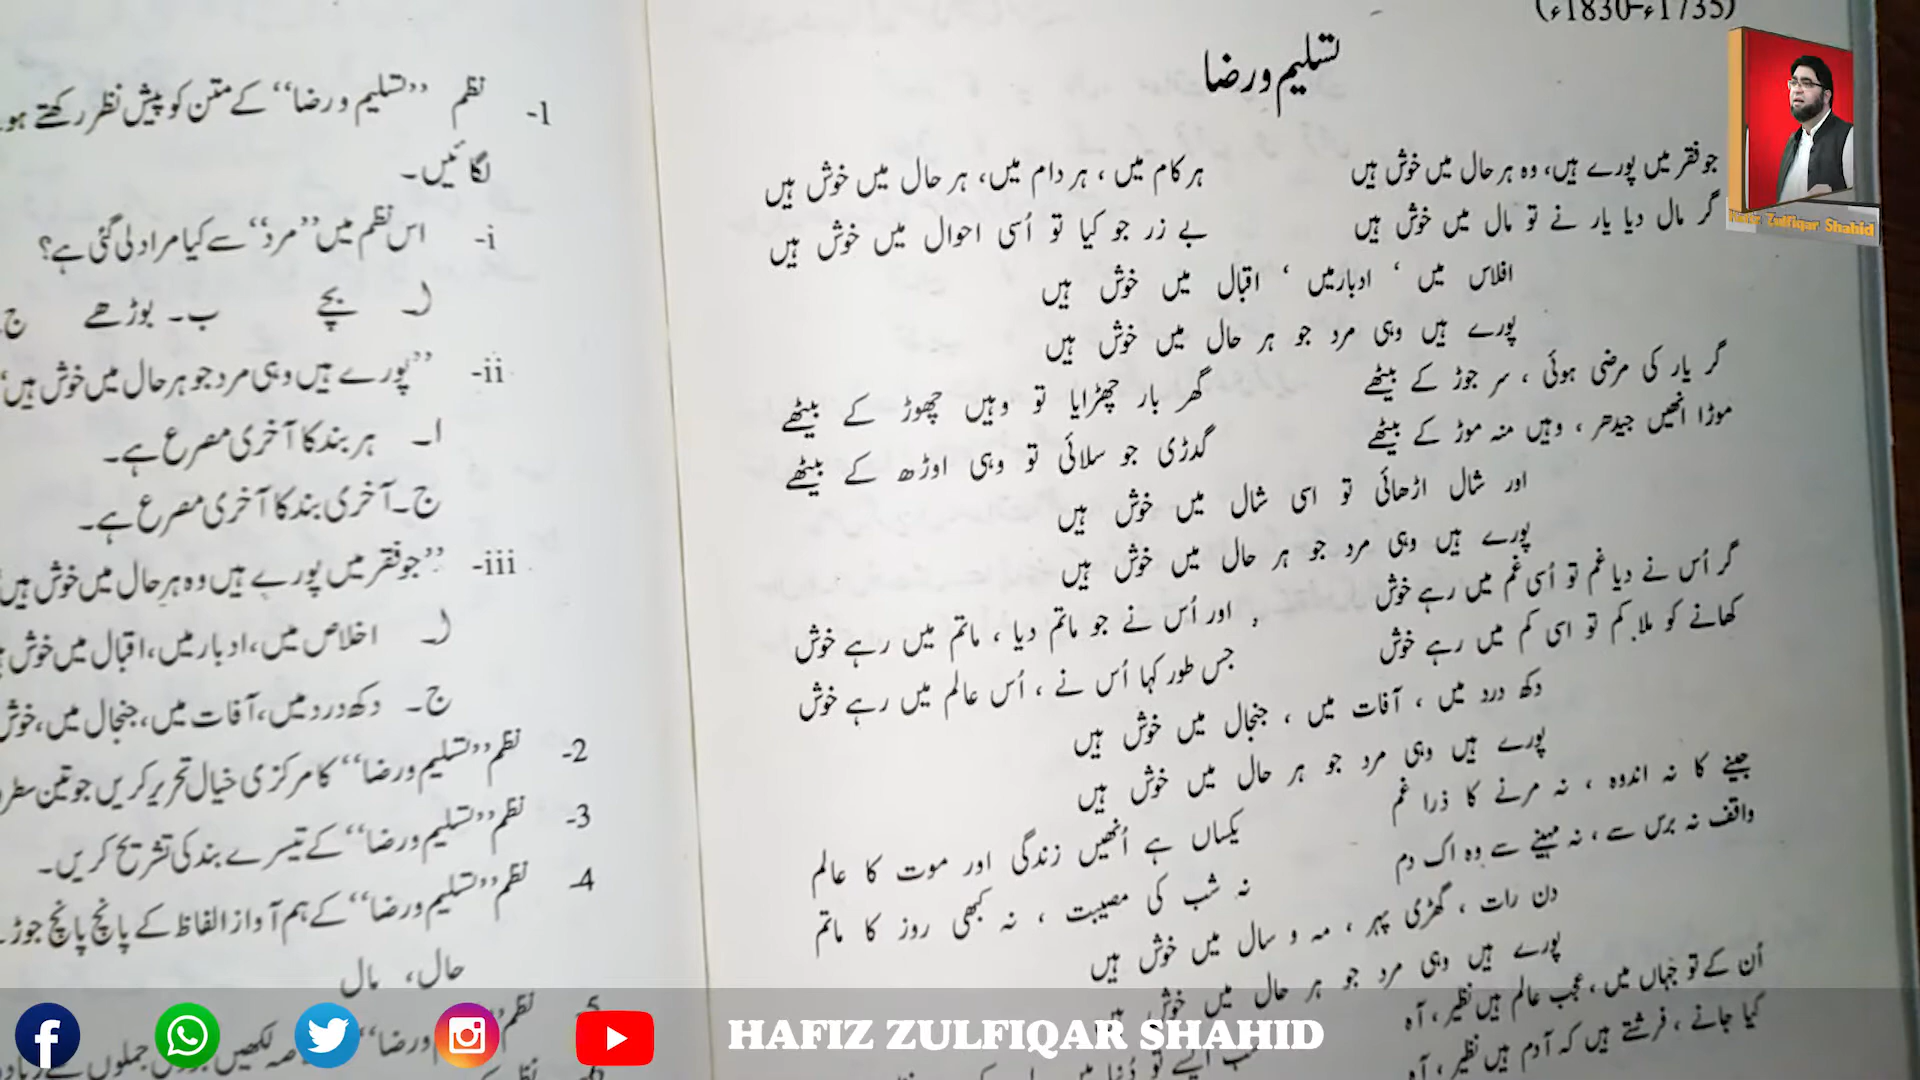 (1735ء-1830ء)
تسلیم و رضا
جو فقر میں پورے ہیں، وہ ہر حال میں خوش ہیں ہر کام میں، ہر دام میں، ہر حال میں خوش ہیں
گر مال دیا یار نے تو مال میں خوش ہیں بے زر جو کیا تو اُسی احوال میں خوش ہیں
افلاس میں، ادبار میں، اقبال میں خوش ہیں
پورے ہیں وہی مرد جو ہر حال میں خوش ہیں
گر یار کی مرضی ہوئی، سر جوڑ کے بیٹھے گھر بار چھڑایا تو وہیں چھوڑ کے بیٹھے
موڑا انھیں جیدھر، وہیں منہ موڑ کے بیٹھے گدڑی جو سلائی تو وہی اوڑھ کے بیٹھے
اور شال اڑھائی تو اسی شال میں خوش ہیں
پورے ہیں وہی مرد جو ہر حال میں خوش ہیں
گر اُس نے دیا غم تو اُسی غم میں رہے خوش اور اُس نے جو ماتم دیا، ماتم میں رہے خوش
کھانے کو ملا کم تو اسی کم میں رہے خوش جس طور کہا اُس نے، اُس عالم میں رہے خوش
دکھ درد میں، آفات میں، جنجال میں خوش ہیں
پورے ہیں وہی مرد جو ہر حال میں خوش ہیں
جینے کا نہ اندوہ، نہ مرنے کا ذرا غم یکساں ہے اُنھیں زندگی اور موت کا عالم
واقف نہ برس سے، نہ مہینے سے وہ اک دم نہ شب کی مصیبت، نہ کبھی روز کا ماتم
دن رات، گھڑی پہر، مہ و سال میں خوش ہیں
پورے ہیں وہی مرد جو ہر حال میں خوش ہیں
اُن کے تو جہاں میں، عجب عالم ہیں نظیر، آہ
کیا جانے، فرشتے ہیں کہ آدم ہیں نظیر، آہ
1- نظم ’’تسلیم و رضا‘‘ کے متن کو پیش نظر رکھتے ہو
لگائیں۔
i- اس نظم میں ’’مرد‘‘ سے کیا مراد لی گئی ہے؟
ا۔ بچے ب۔ بوڑھے ج۔
ii- ’’پورے ہیں وہی مرد جو ہر حال میں خوش ہیں‘‘
ا۔ ہر بند کا آخری مصرع ہے۔
ج۔ آخری بند کا آخری مصرع ہے۔
iii- ’’جو فقر میں پورے ہیں وہ ہر حال میں خوش ہیں
ا۔ اخلاص میں، ادبار میں، اقبال میں خوش
ج۔ دکھ درد میں، آفات میں، جنجال میں، خوش
2- نظم ’’تسلیم و رضا‘‘ کا مرکزی خیال تحریر کریں جو تین سطرو
3- نظم ’’تسلیم و رضا‘‘ کے تیسرے بند کی تشریح کریں۔
4- نظم ’’تسلیم و رضا‘‘ کے ہم آواز الفاظ کے پانچ پانچ جوڑ
حال، مال
5- نظم
Hafiz Zulfiqar Shahid
HAFIZ ZULFIQAR SHAHID